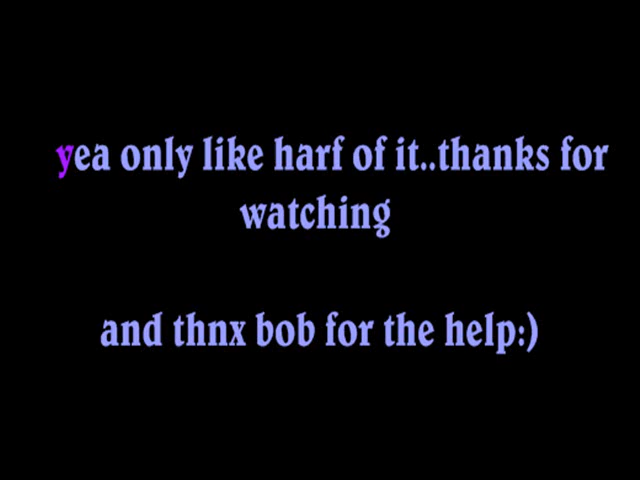 yea only like harf of it..thanks for
watching
and thnx bob for the help:)